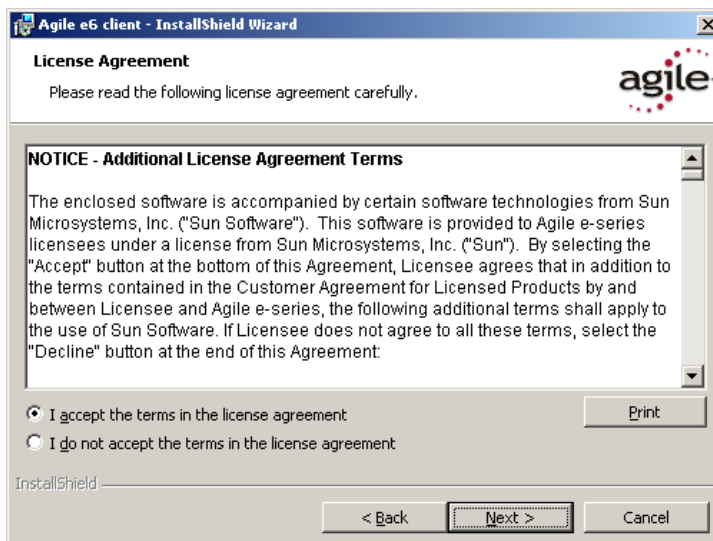 Agile e6 client - InstallShield Wizard
License Agreement
Please read the following license agreement carefully.
agile
NOTICE - Additional License Agreement Terms
The enclosed software is accompanied by certain software technologies from Sun
Microsystems, Inc. ("Sun Software").  This software is provided to Agile e-series
licensees under a license from Sun Microsystems, Inc. ("Sun").  By selecting the
"Accept" button at the bottom of this Agreement, Licensee agrees that in addition to
the terms contained in the Customer Agreement for Licensed Products by and
between Licensee and Agile e-series, the following additional terms shall apply to
the use of Sun Software. If Licensee does not agree to all these terms, select the
"Decline" button at the end of this Agreement:
I accept the terms in the license agreement
Print
I do not accept the terms in the license agreement
InstallShield
< Back
Next >
Cancel